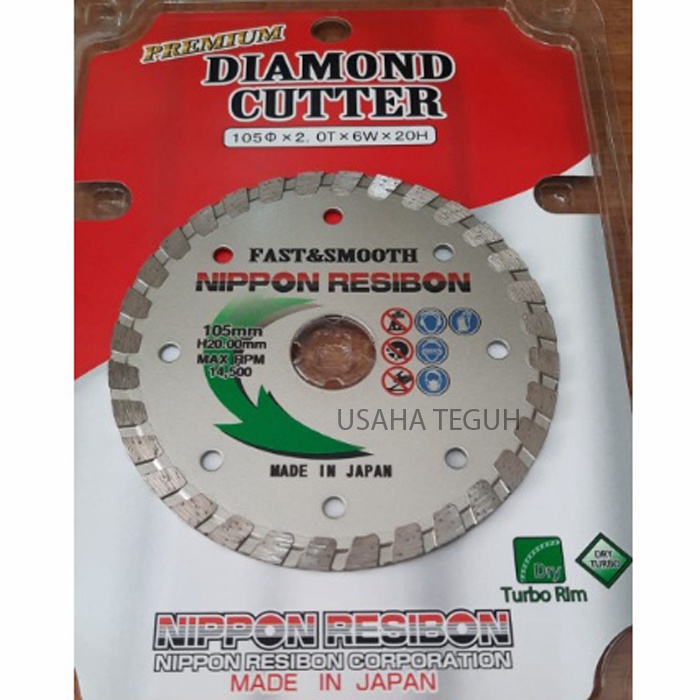 PREMIUM
DIAMOND
CUTTER
105Φ×2.0T×6W×20H
FAST&SMOOTH
NIPPON RESIBON
105mm
H20.00mm
MAX RPM
14,500
USAHA TEGUH
MADE IN JAPAN
Dry
Turbo RIm
DRY
TURBO
NIPPON RESIBON
NIPPON RESIBON CORPORATION
MADE IN JAPAN